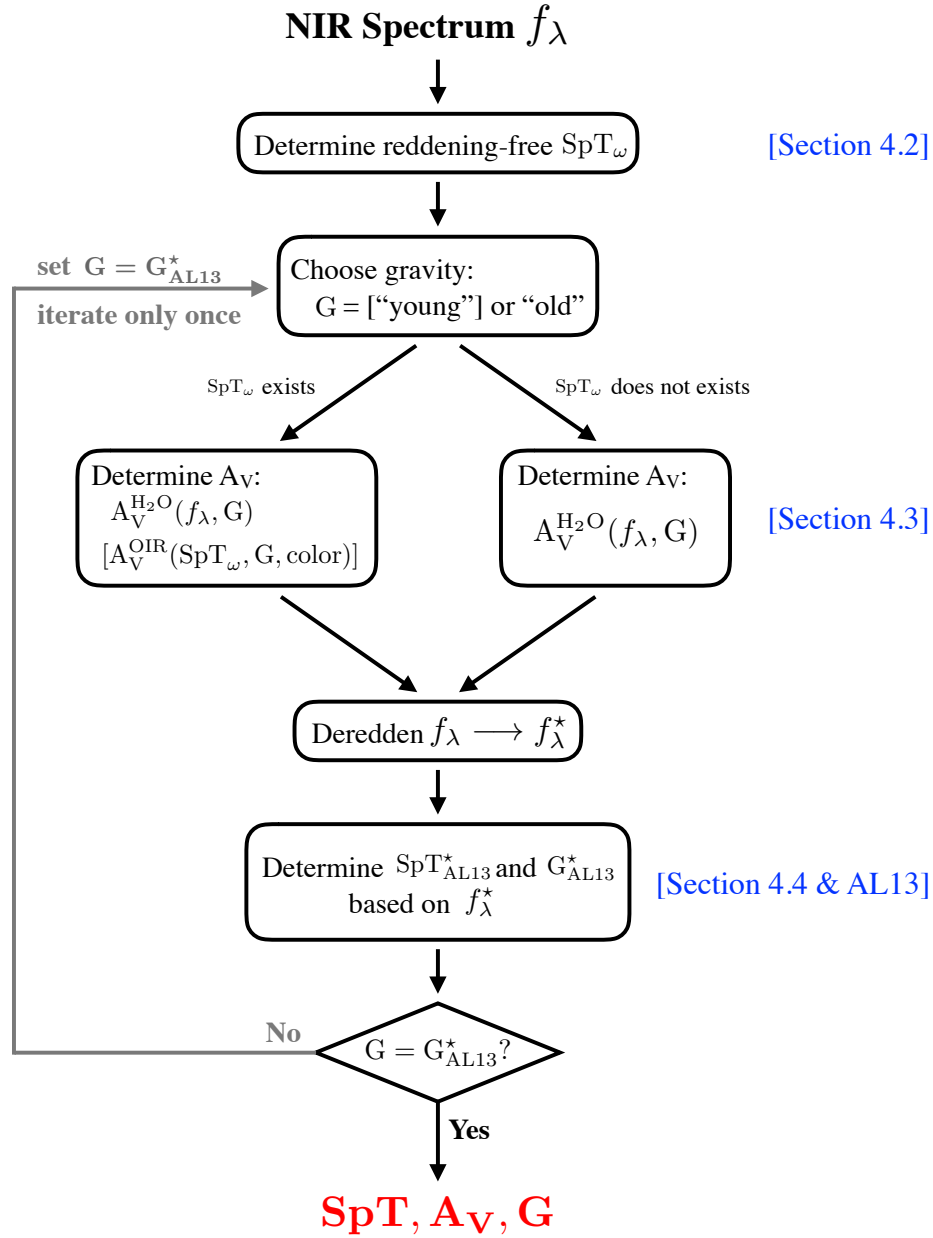 NIR Spectrum f_λ
Determine reddening-free SpT_ω
[Section 4.2]
set G = G^⋆_AL13
iterate only once
Choose gravity:
G = [“young”] or “old”
SpT_ω exists
SpT_ω does not exists
Determine A_V:
A_V^H₂O(f_λ, G)
[A_V^OIR(SpT_ω, G, color)]
Determine A_V:
A_V^H₂O(f_λ, G)
[Section 4.3]
Deredden f_λ ⟶ f^⋆_λ
Determine SpT^⋆_AL13 and G^⋆_AL13
based on f^⋆_λ
[Section 4.4 & AL13]
No
G = G^⋆_AL13?
Yes
SpT, A_V, G